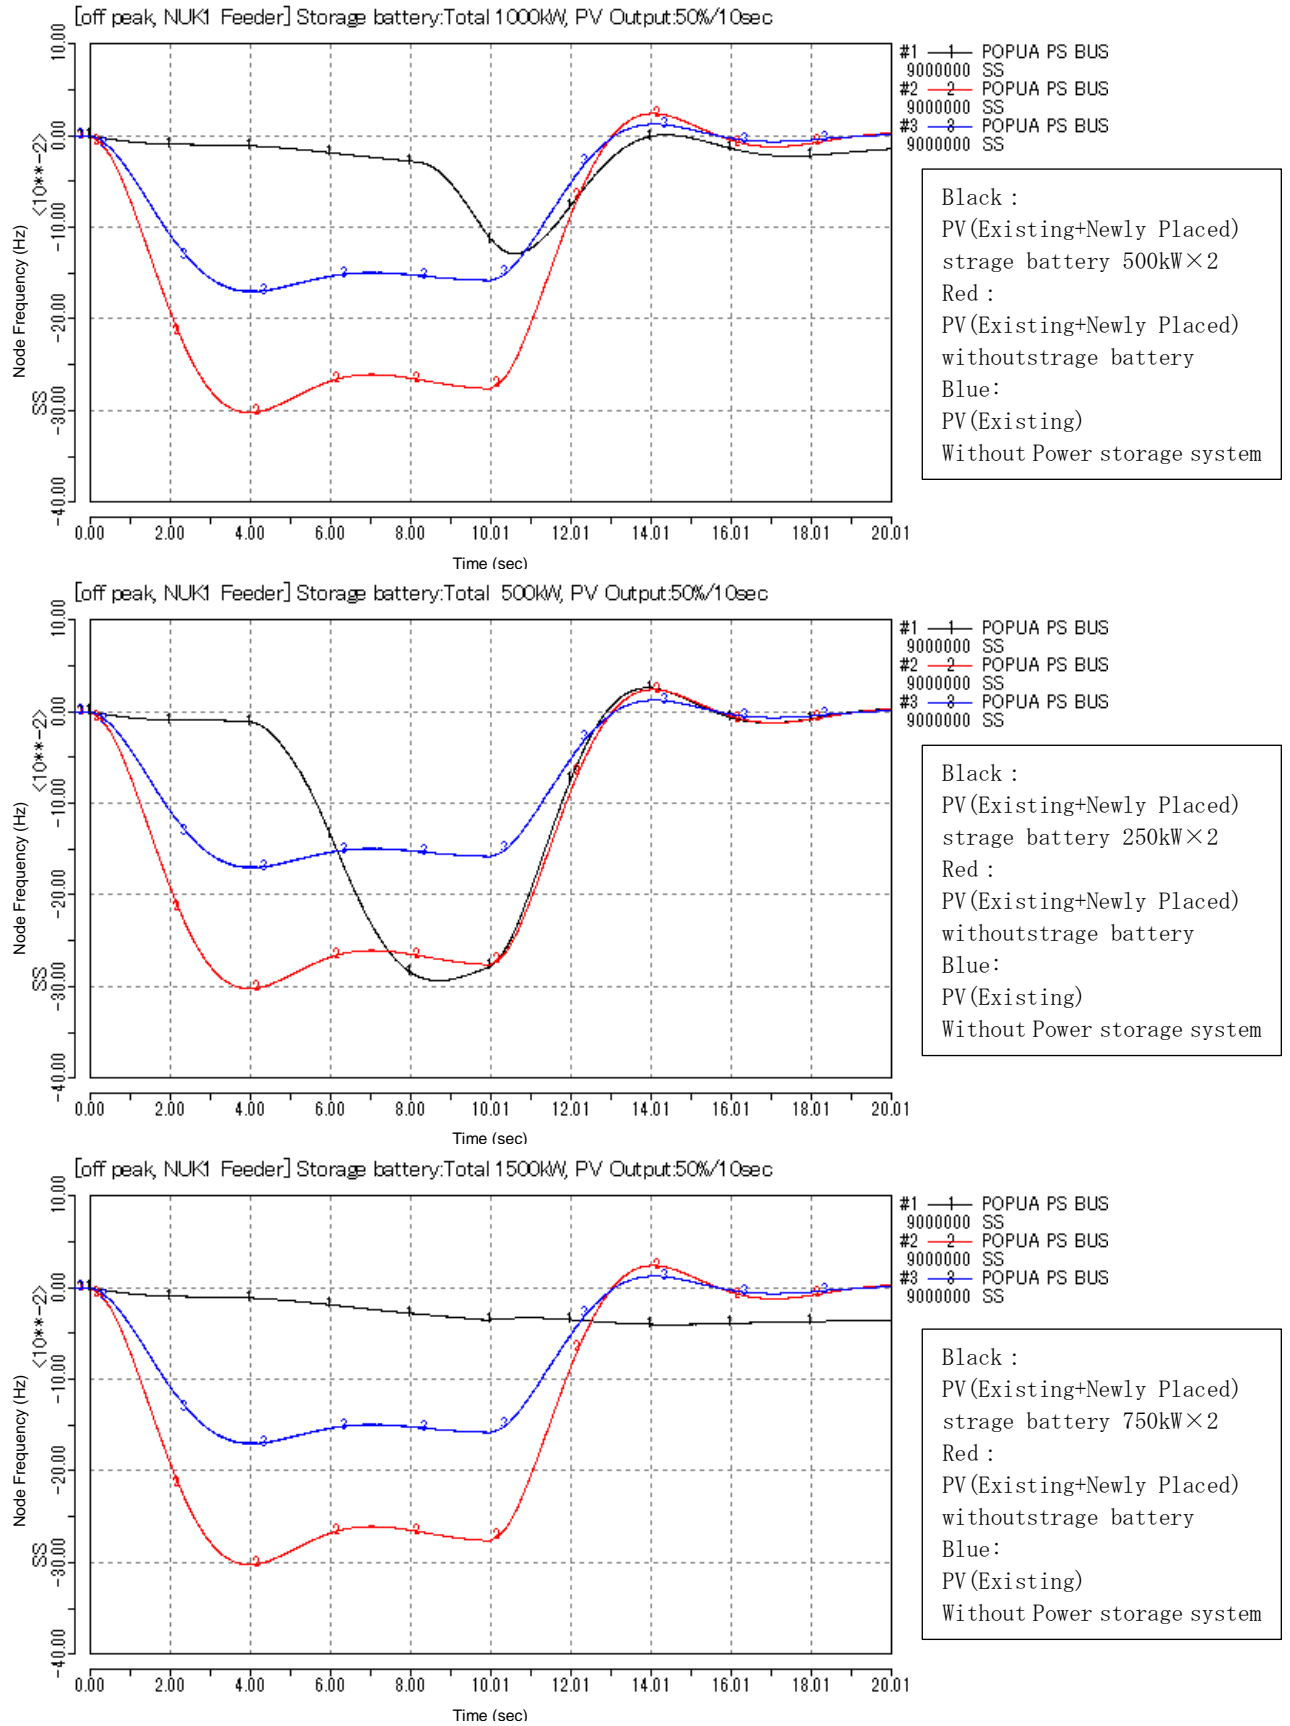 [off peak, NUK1 Feeder] Storage battery:Total 1000kW, PV Output:50%/10sec
10.00
0.00
-10.00
-20.00
-30.00
-40.00
<10**-2>
Node Frequency (Hz)
SS
0.00 2.00 4.00 6.00 8.00 10.01 12.01 14.01 16.01 18.01 20.01
Time (sec)
#1 1 POPUA PS BUS
9000000 SS
#2 2 POPUA PS BUS
9000000 SS
#3 3 POPUA PS BUS
9000000 SS
Black :
PV(Existing+Newly Placed)
strage battery 500kW×2
Red :
PV(Existing+Newly Placed)
withoutstrage battery
Blue:
PV(Existing)
Without Power storage system
[off peak, NUK1 Feeder] Storage battery:Total 500kW, PV Output:50%/10sec
10.00
0.00
-10.00
-20.00
-30.00
-40.00
<10**-2>
Node Frequency (Hz)
SS
0.00 2.00 4.00 6.00 8.00 10.01 12.01 14.01 16.01 18.01 20.01
Time (sec)
#1 1 POPUA PS BUS
9000000 SS
#2 2 POPUA PS BUS
9000000 SS
#3 3 POPUA PS BUS
9000000 SS
Black :
PV(Existing+Newly Placed)
strage battery 250kW×2
Red :
PV(Existing+Newly Placed)
withoutstrage battery
Blue:
PV(Existing)
Without Power storage system
[off peak, NUK1 Feeder] Storage battery:Total 1500kW, PV Output:50%/10sec
10.00
0.00
-10.00
-20.00
-30.00
-40.00
<10**-2>
Node Frequency (Hz)
SS
0.00 2.00 4.00 6.00 8.00 10.01 12.01 14.01 16.01 18.01 20.01
Time (sec)
#1 1 POPUA PS BUS
9000000 SS
#2 2 POPUA PS BUS
9000000 SS
#3 3 POPUA PS BUS
9000000 SS
Black :
PV(Existing+Newly Placed)
strage battery 750kW×2
Red :
PV(Existing+Newly Placed)
withoutstrage battery
Blue:
PV(Existing)
Without Power storage system